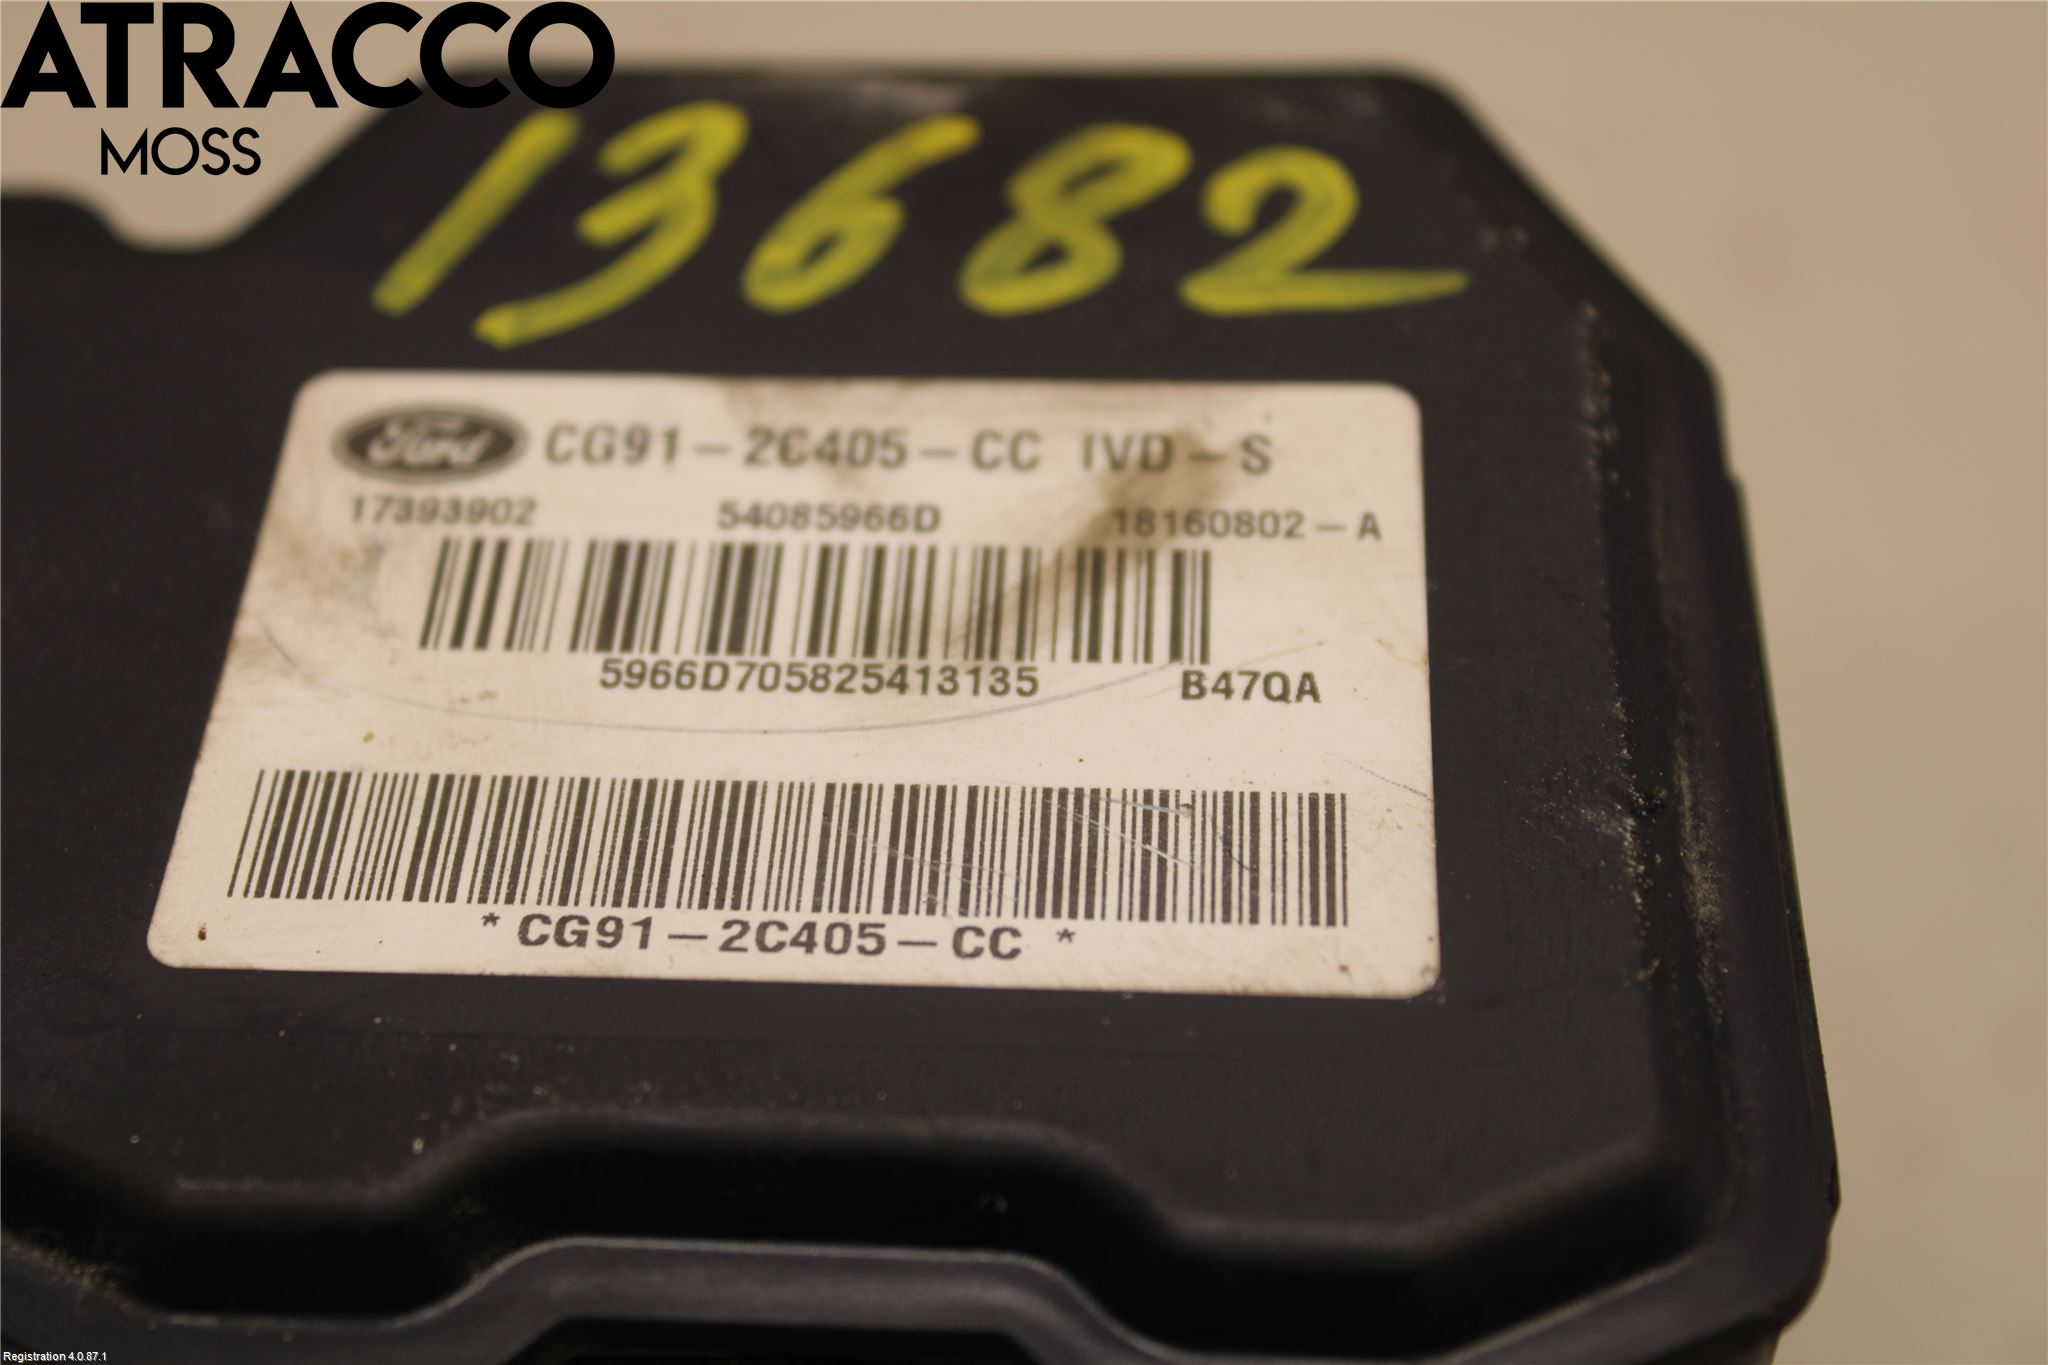 ATRACCO
MOSS
13682
Ford CG91-2C405-CC IVD-S
17393902 54085966D 18160802-A
5966D705825413135 B47QA
*CG91-2C405-CC*
Registration 4.0.87.1